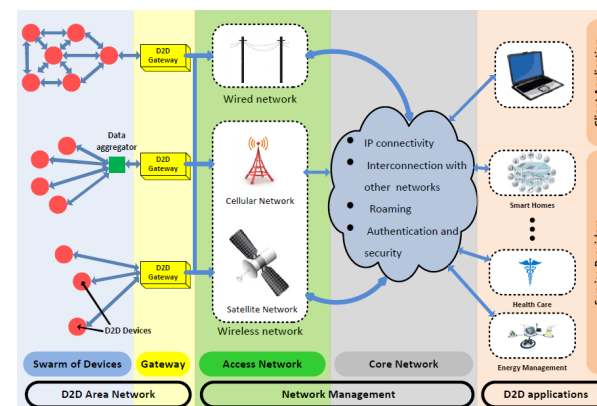 D2D
Gateway
Wired network
Data
aggregator
D2D
Gateway
Cellular Network
IP connectivity
Interconnection with
other networks
Roaming
Authentication and
security
Smart Homes
D2D
Gateway
D2D Devices
Satellite Network
Wireless network
Health Care
Energy Management
Swarm of Devices
Gateway
Access Network
Core Network
D2D Area Network
Network Management
D2D applications